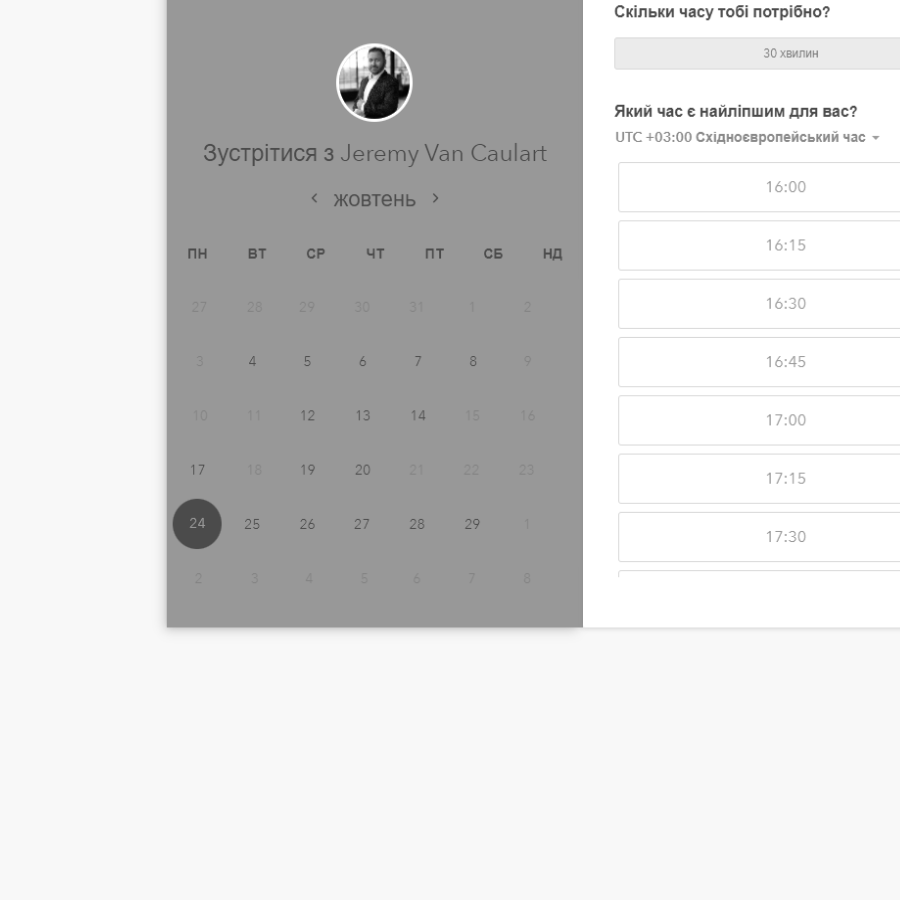 Зустрітися з Jeremy Van Caulart
‹ жовтень ›
ПН ВТ СР ЧТ ПТ СБ НД
27 28 29 30 31 1 2
3 4 5 6 7 8 9
10 11 12 13 14 15 16
17 18 19 20 21 22 23
24 25 26 27 28 29 1
2 3 4 5 6 7 8
Скільки часу тобі потрібно?
30 хвилин
Який час є найліпшим для вас?
UTC +03:00 Східноєвропейський час
16:00
16:15
16:30
16:45
17:00
17:15
17:30